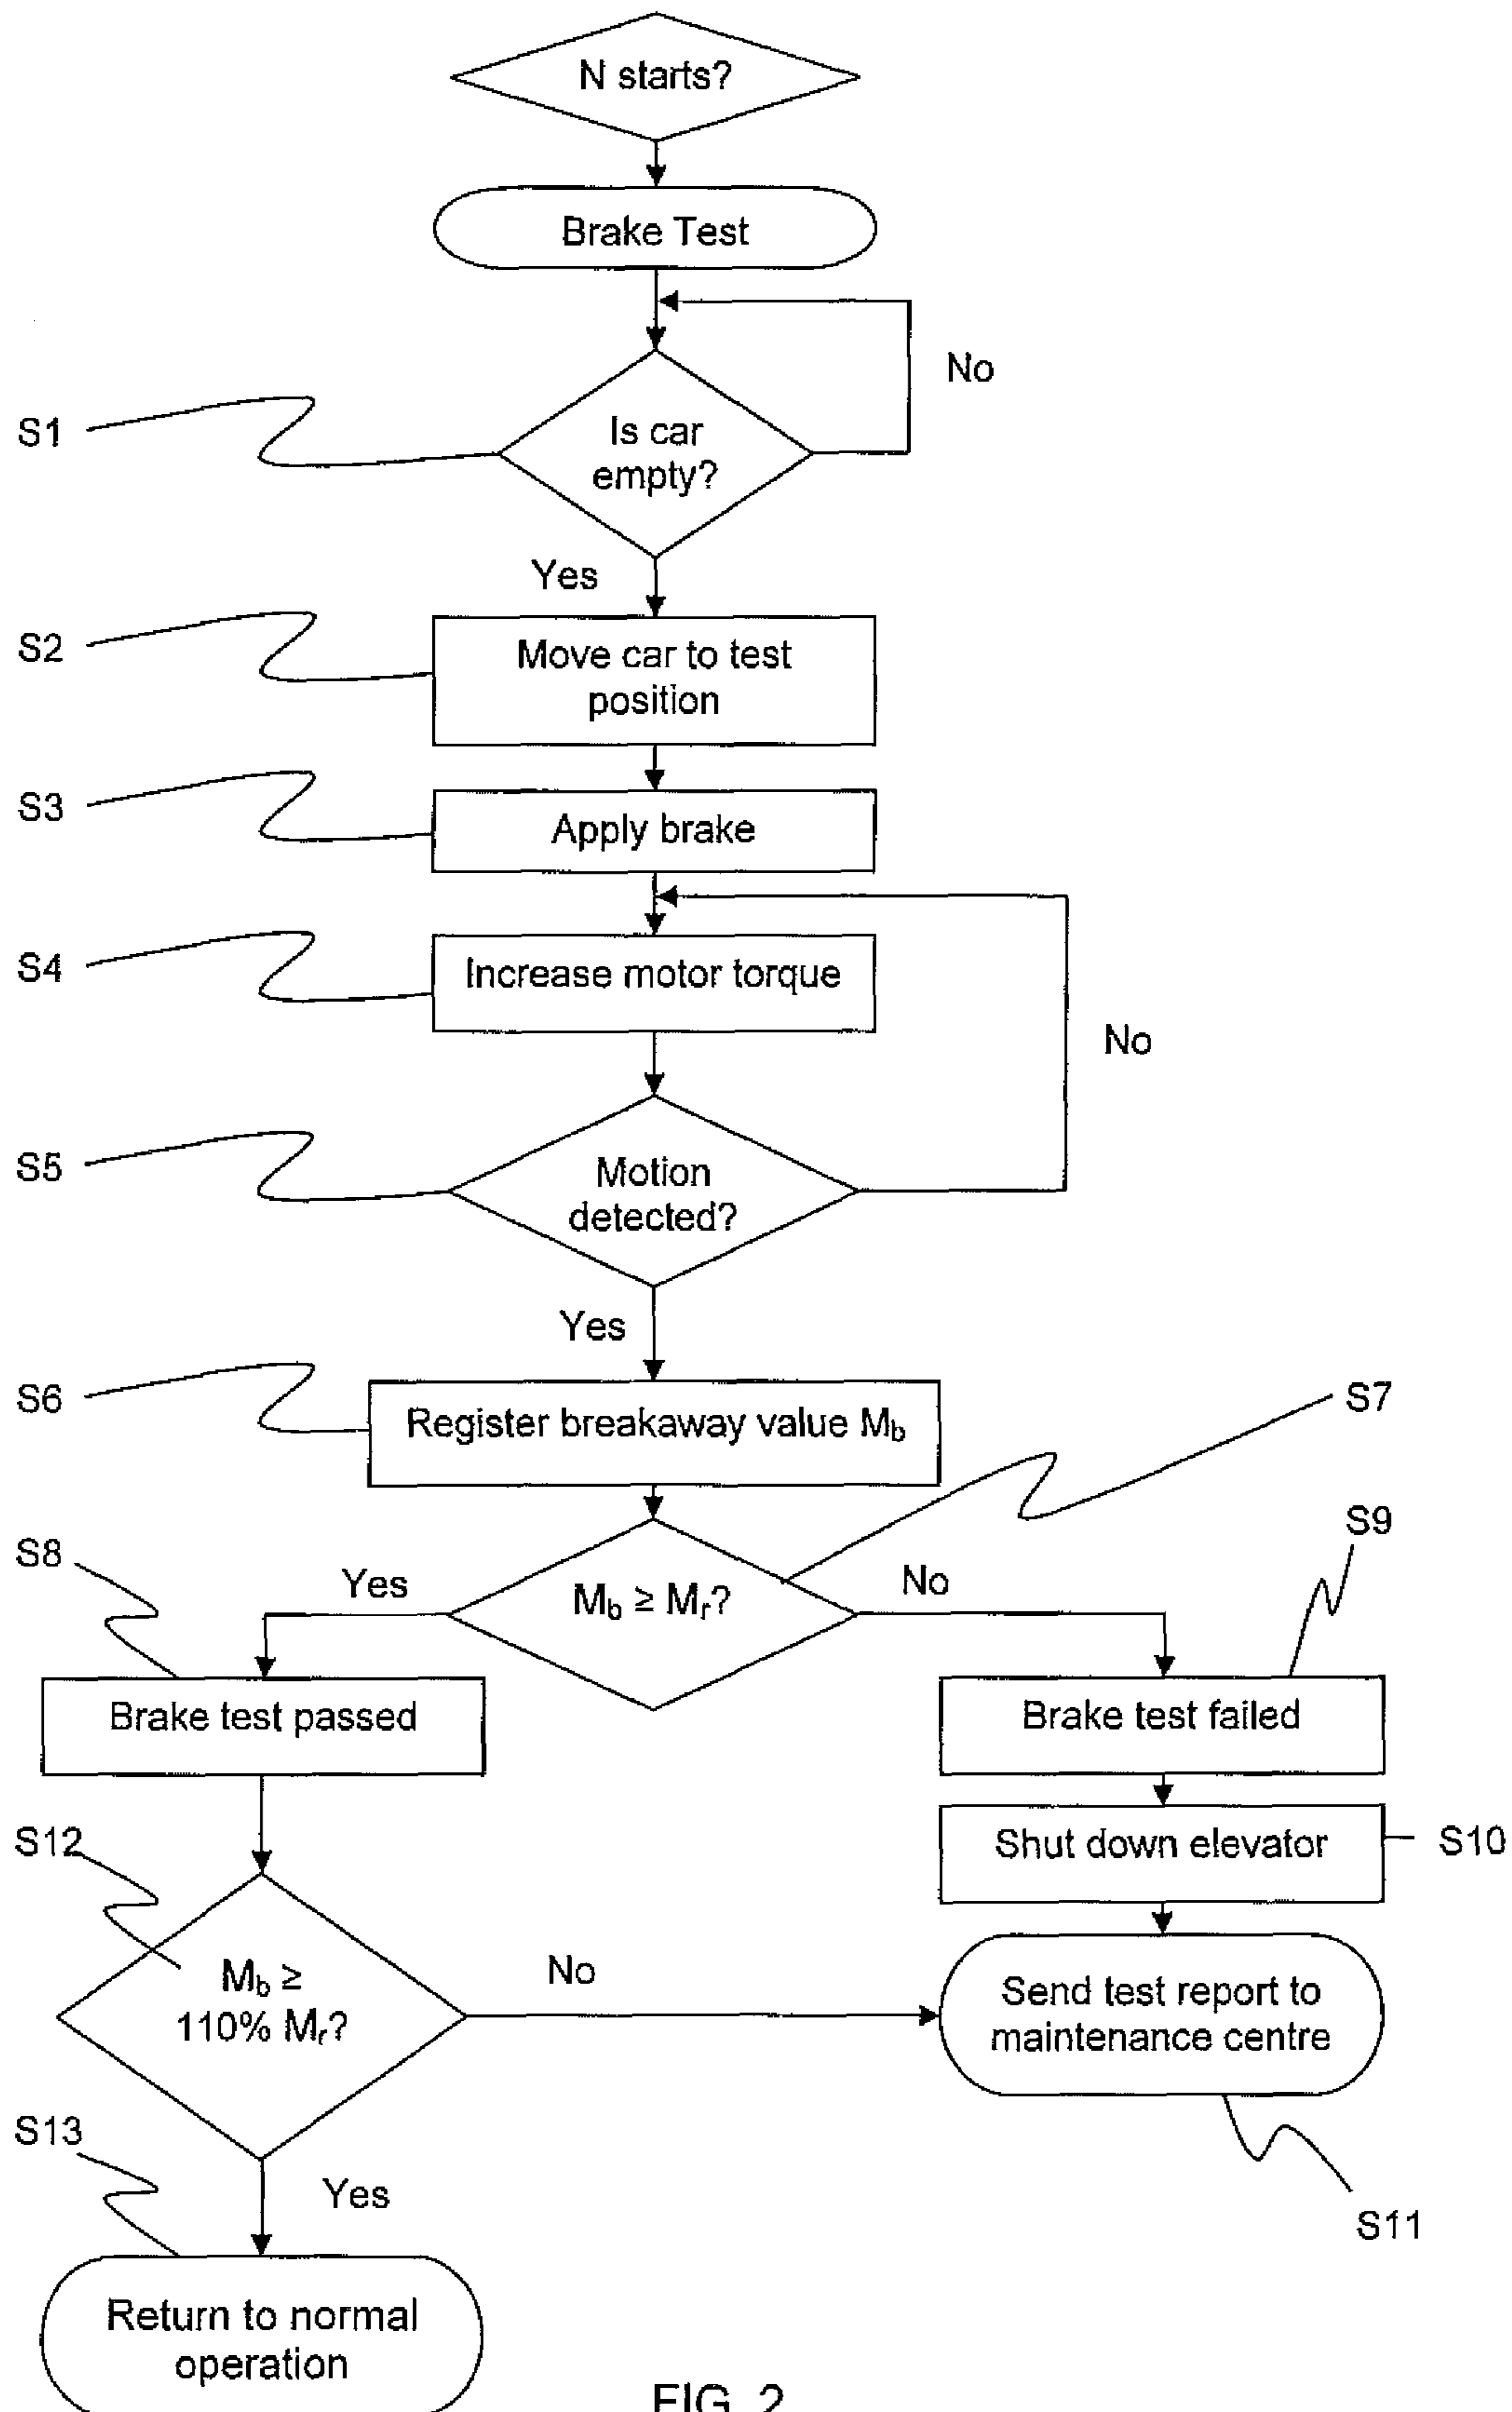 N starts?
Brake Test
No
S1
Is car
empty?
Yes
S2
Move car to test
position
S3
Apply brake
S4
Increase motor torque
No
S5
Motion
detected?
Yes
S6
Register breakaway value Mb
S7
S9
S8
Yes
Mb ≥ Mr?
No
Brake test passed
Brake test failed
S12
Shut down elevator
S10
Mb ≥
110% Mr?
No
Send test report to
maintenance centre
S13
Yes
S11
Return to normal
operation
FIG. 2